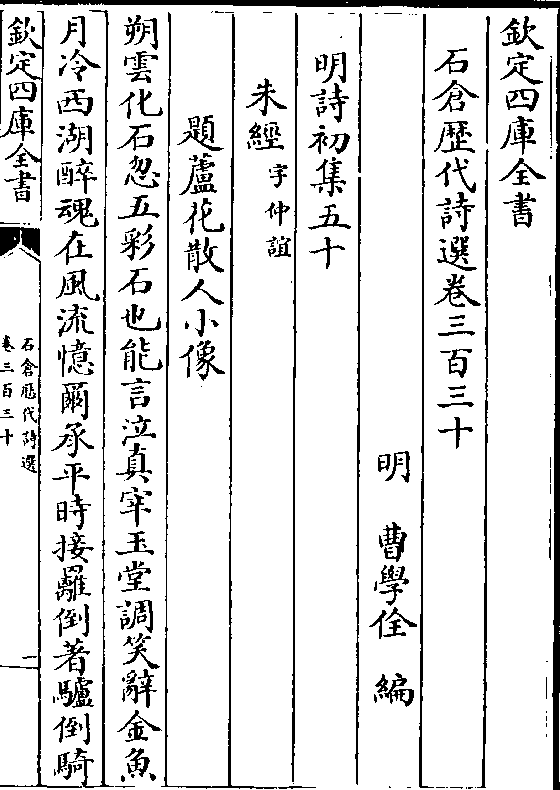 欽定四庫全書
石倉歴代詩選卷三百三十
明 曹學佺 編
明詩初集五十
朱經字仲誼
題蘆花散人小像
朔雲化石忽五彩石也能言泣真宰玉堂調笑辭金魚
月冷西湖醉魂在風流憶爾承平時接䍦倒著驢倒騎
欽定四庫全書
石倉歴代詩選
卷三百三十
一